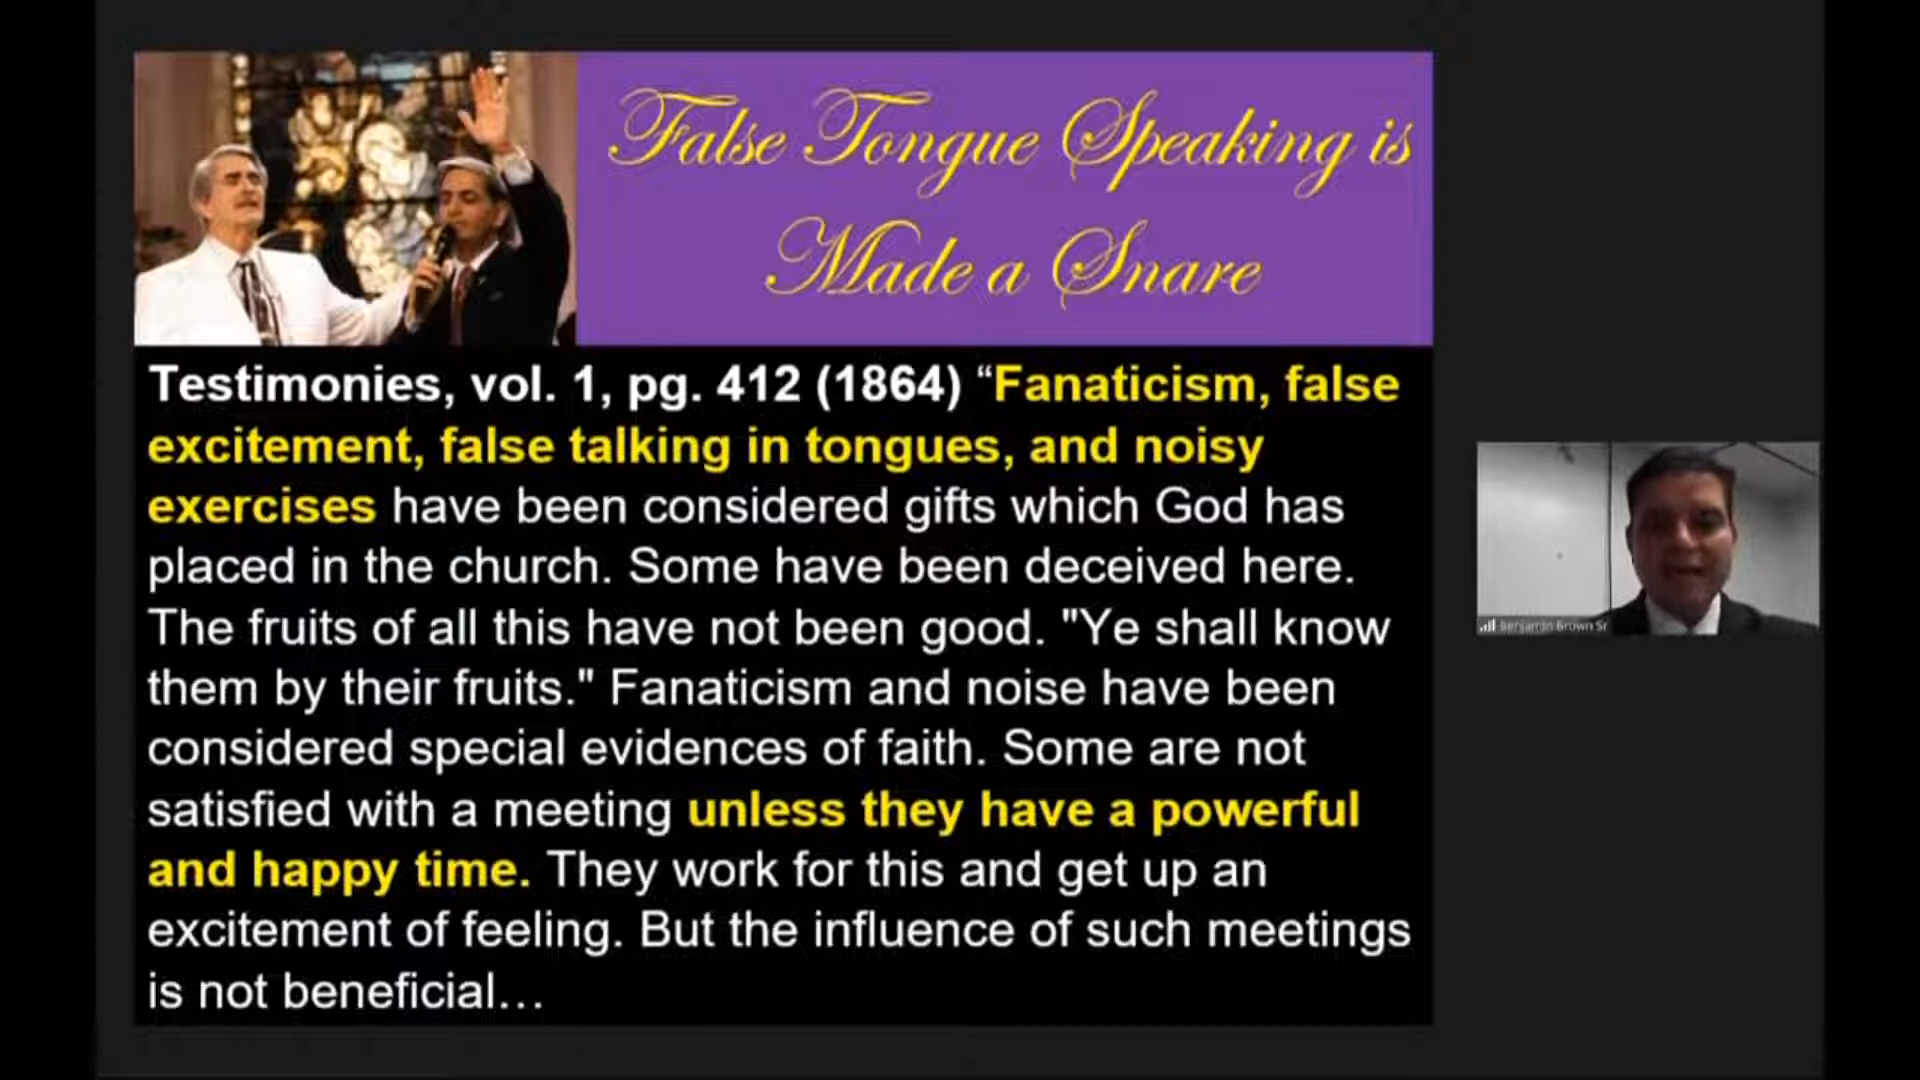 False Tongue Speaking is
Made a Snare
Testimonies, vol. 1, pg. 412 (1864) “Fanaticism, false
excitement, false talking in tongues, and noisy
exercises have been considered gifts which God has
placed in the church. Some have been deceived here.
The fruits of all this have not been good. "Ye shall know
them by their fruits." Fanaticism and noise have been
considered special evidences of faith. Some are not
satisfied with a meeting unless they have a powerful
and happy time. They work for this and get up an
excitement of feeling. But the influence of such meetings
is not beneficial…
Benjamin Brown Sr